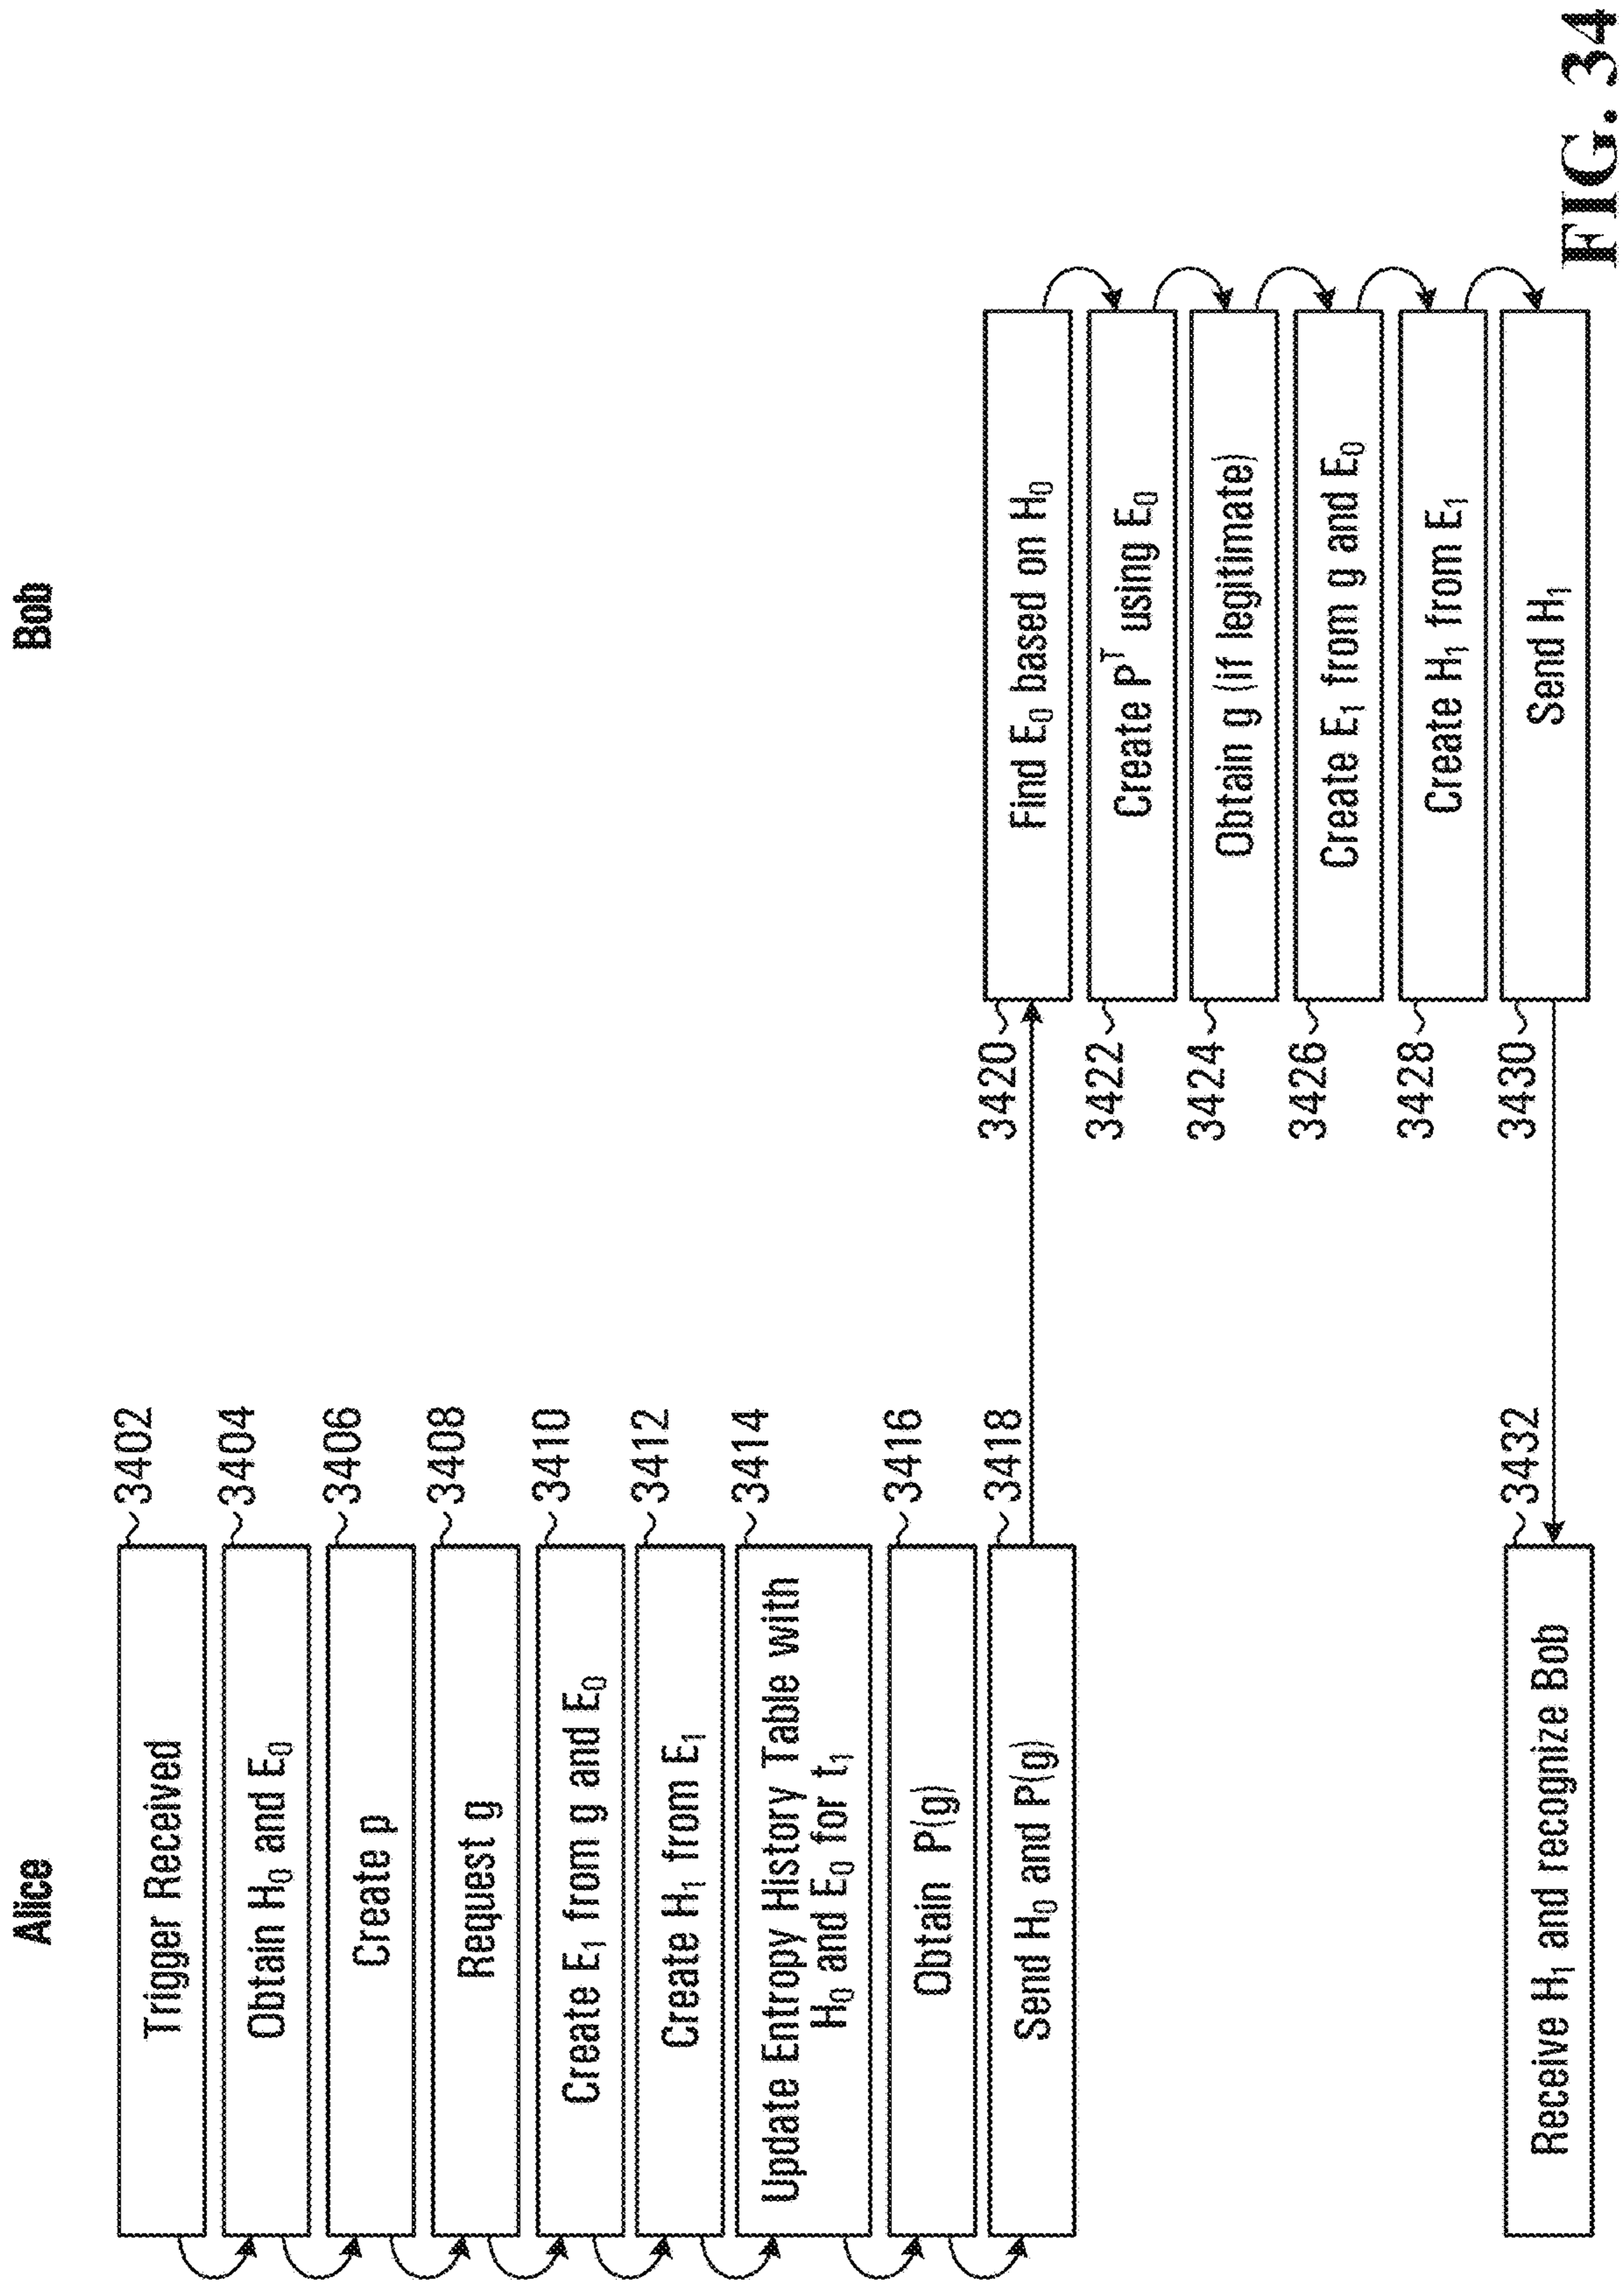 Alice
Bob
Trigger Received
3402
Obtain H₀ and E₀
3404
Create p
3406
Request g
3408
Create E₁ from g and E₀
3410
Create H₁ from E₁
3412
Update Entropy History Table with
H₀ and E₀ for t₁
3414
Obtain P(g)
3416
Send H₀ and P(g)
3418
3420
Find E₀ based on H₀
3422
Create Pᵀ using E₀
3424
Obtain g (if legitimate)
3426
Create E₁ from g and E₀
3428
Create H₁ from E₁
3430
Send H₁
Receive H₁ and recognize Bob
3432
FIG. 34